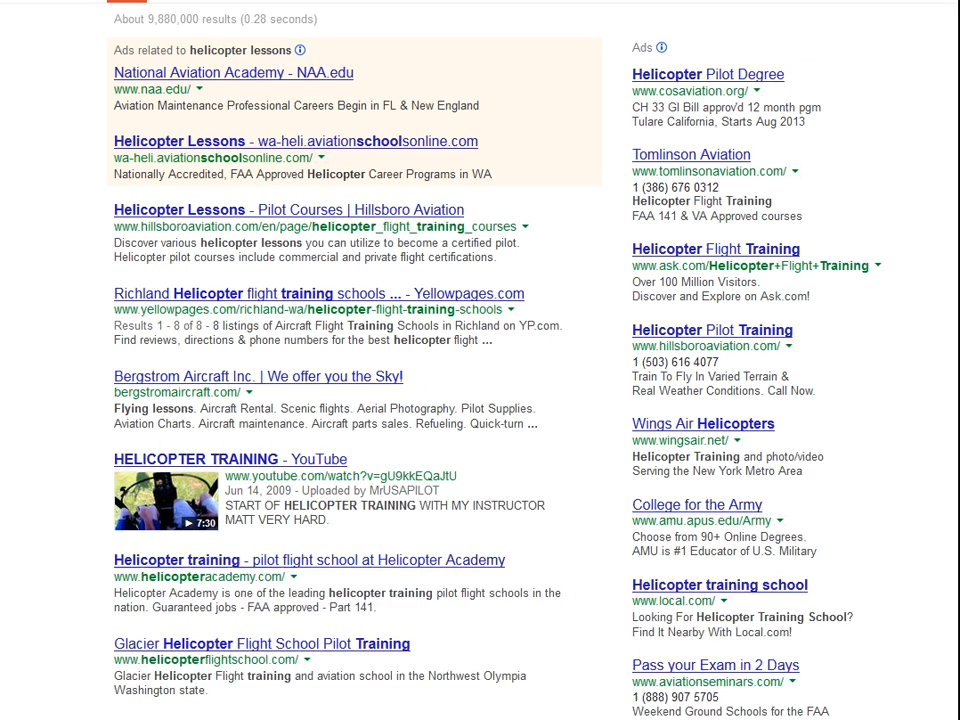 About 9,880,000 results (0.28 seconds)
Ads related to helicopter lessons
National Aviation Academy - NAA.edu
www.naa.edu/
Aviation Maintenance Professional Careers Begin in FL & New England
Helicopter Lessons - wa-heli.aviationschoolsonline.com
wa-heli.aviationschoolsonline.com/
Nationally Accredited, FAA Approved Helicopter Career Programs in WA
Helicopter Lessons - Pilot Courses | Hillsboro Aviation
www.hillsboroaviation.com/en/page/helicopter_flight_training_courses
Discover various helicopter lessons you can utilize to become a certified pilot.
Helicopter pilot courses include commercial and private flight certifications.
Richland Helicopter flight training schools ... - Yellowpages.com
www.yellowpages.com/richland-wa/helicopter-flight-training-schools
Results 1 - 8 of 8 - 8 listings of Aircraft Flight Training Schools in Richland on YP.com.
Find reviews, directions & phone numbers for the best helicopter flight ...
Bergstrom Aircraft Inc. | We offer you the Sky!
bergstromaircraft.com/
Flying lessons. Aircraft Rental. Scenic flights. Aerial Photography. Pilot Supplies.
Aviation Charts. Aircraft maintenance. Aircraft parts sales. Refueling. Quick-turn ...
HELICOPTER TRAINING - YouTube
www.youtube.com/watch?v=gU9kkEQaJtU
Jun 14, 2009 - Uploaded by MrUSAPILOT
START OF HELICOPTER TRAINING WITH MY INSTRUCTOR
MATT VERY HARD.
7:30
Helicopter training - pilot flight school at Helicopter Academy
www.helicopteracademy.com/
Helicopter Academy is one of the leading helicopter training pilot flight schools in the
nation. Guaranteed jobs - FAA approved - Part 141.
Glacier Helicopter Flight School Pilot Training
www.helicopterflightschool.com/
Glacier Helicopter Flight training and aviation school in the Northwest Olympia
Washington state.
Ads
Helicopter Pilot Degree
www.cosaviation.org/
CH 33 GI Bill approv'd 12 month pgm
Tulare California, Starts Aug 2013
Tomlinson Aviation
www.tomlinsonaviation.com/
1 (386) 676 0312
Helicopter Flight Training
FAA 141 & VA Approved courses
Helicopter Flight Training
www.ask.com/Helicopter+Flight+Training
Over 100 Million Visitors.
Discover and Explore on Ask.com!
Helicopter Pilot Training
www.hillsboroaviation.com/
1 (503) 616 4077
Train To Fly In Varied Terrain &
Real Weather Conditions. Call Now.
Wings Air Helicopters
www.wingsair.net/
Helicopter Training and photo/video
Serving the New York Metro Area
College for the Army
www.amu.apus.edu/Army
Choose from 90+ Online Degrees.
AMU is #1 Educator of U.S. Military
Helicopter training school
www.local.com/
Looking For Helicopter Training School?
Find It Nearby With Local.com!
Pass your Exam in 2 Days
www.aviationseminars.com/
1 (888) 907 5705
Weekend Ground Schools for the FAA